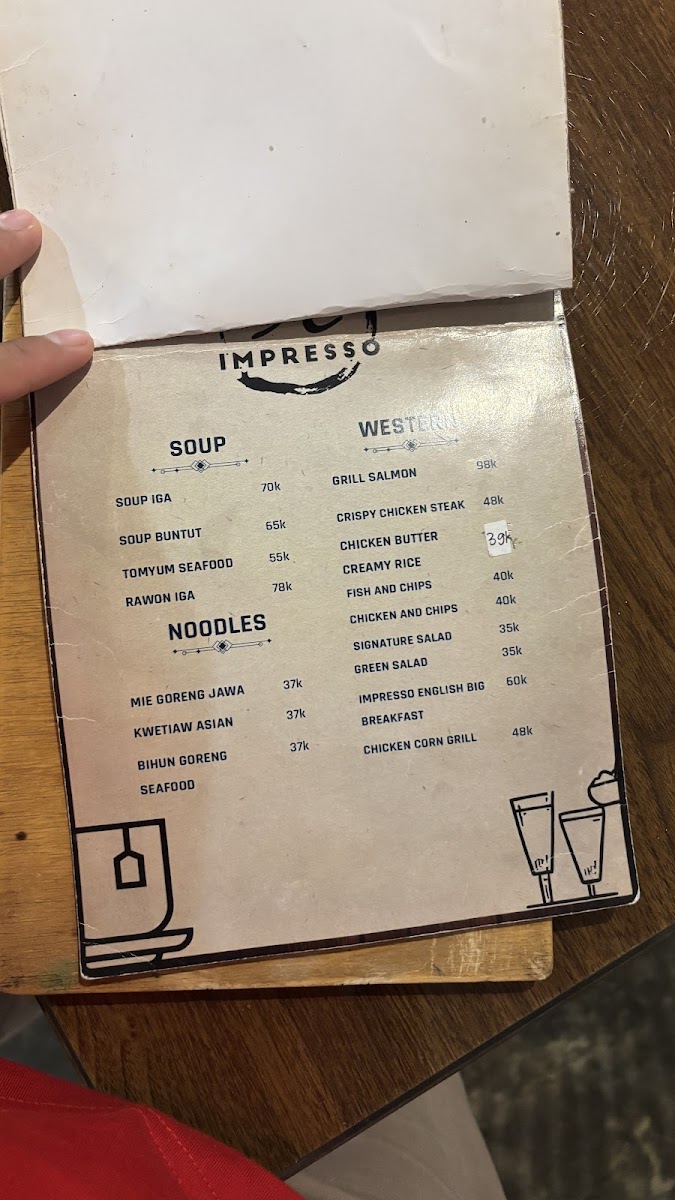 IMPRESSO
SOUP
SOUP IGA 70k
SOUP BUNTUT 65k
TOMYUM SEAFOOD 55k
RAWON IGA 78k
NOODLES
MIE GORENG JAWA 37k
KWETIAW ASIAN 37k
BIHUN GORENG 37k
SEAFOOD
WESTERN
GRILL SALMON 98k
CRISPY CHICKEN STEAK 48k
CHICKEN BUTTER 39k
CREAMY RICE
FISH AND CHIPS 40k
CHICKEN AND CHIPS 40k
SIGNATURE SALAD 35k
GREEN SALAD 35k
IMPRESSO ENGLISH BIG 60k
BREAKFAST
CHICKEN CORN GRILL 48k